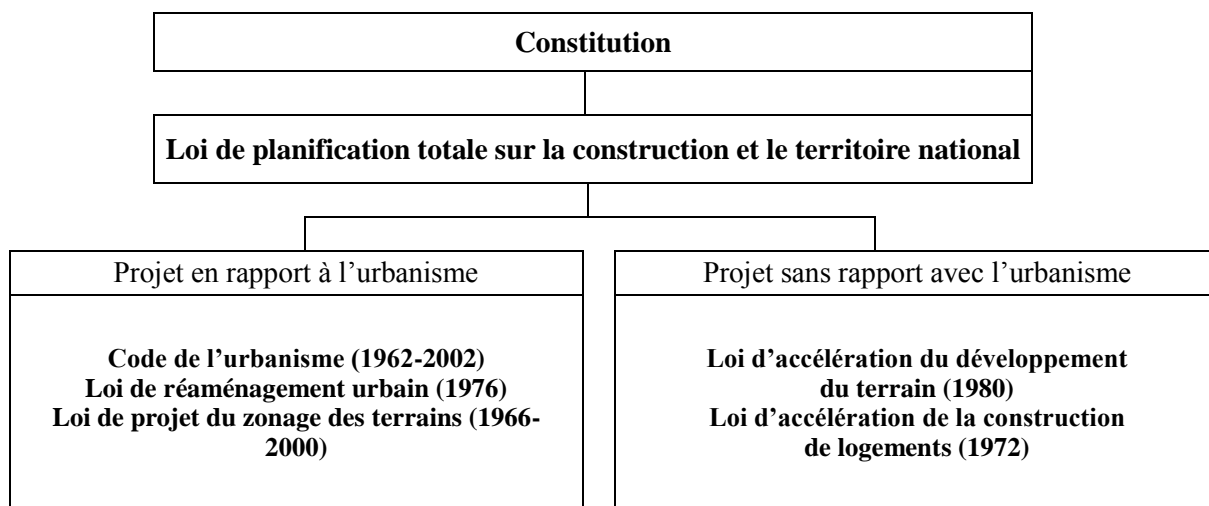 Constitution
Loi de planification totale sur la construction et le territoire national
Projet en rapport à l’urbanisme
Code de l’urbanisme (1962-2002)
Loi de réaménagement urbain (1976)
Loi de projet du zonage des terrains (1966-
2000)
Projet sans rapport avec l’urbanisme
Loi d’accélération du développement
du terrain (1980)
Loi d’accélération de la construction
de logements (1972)